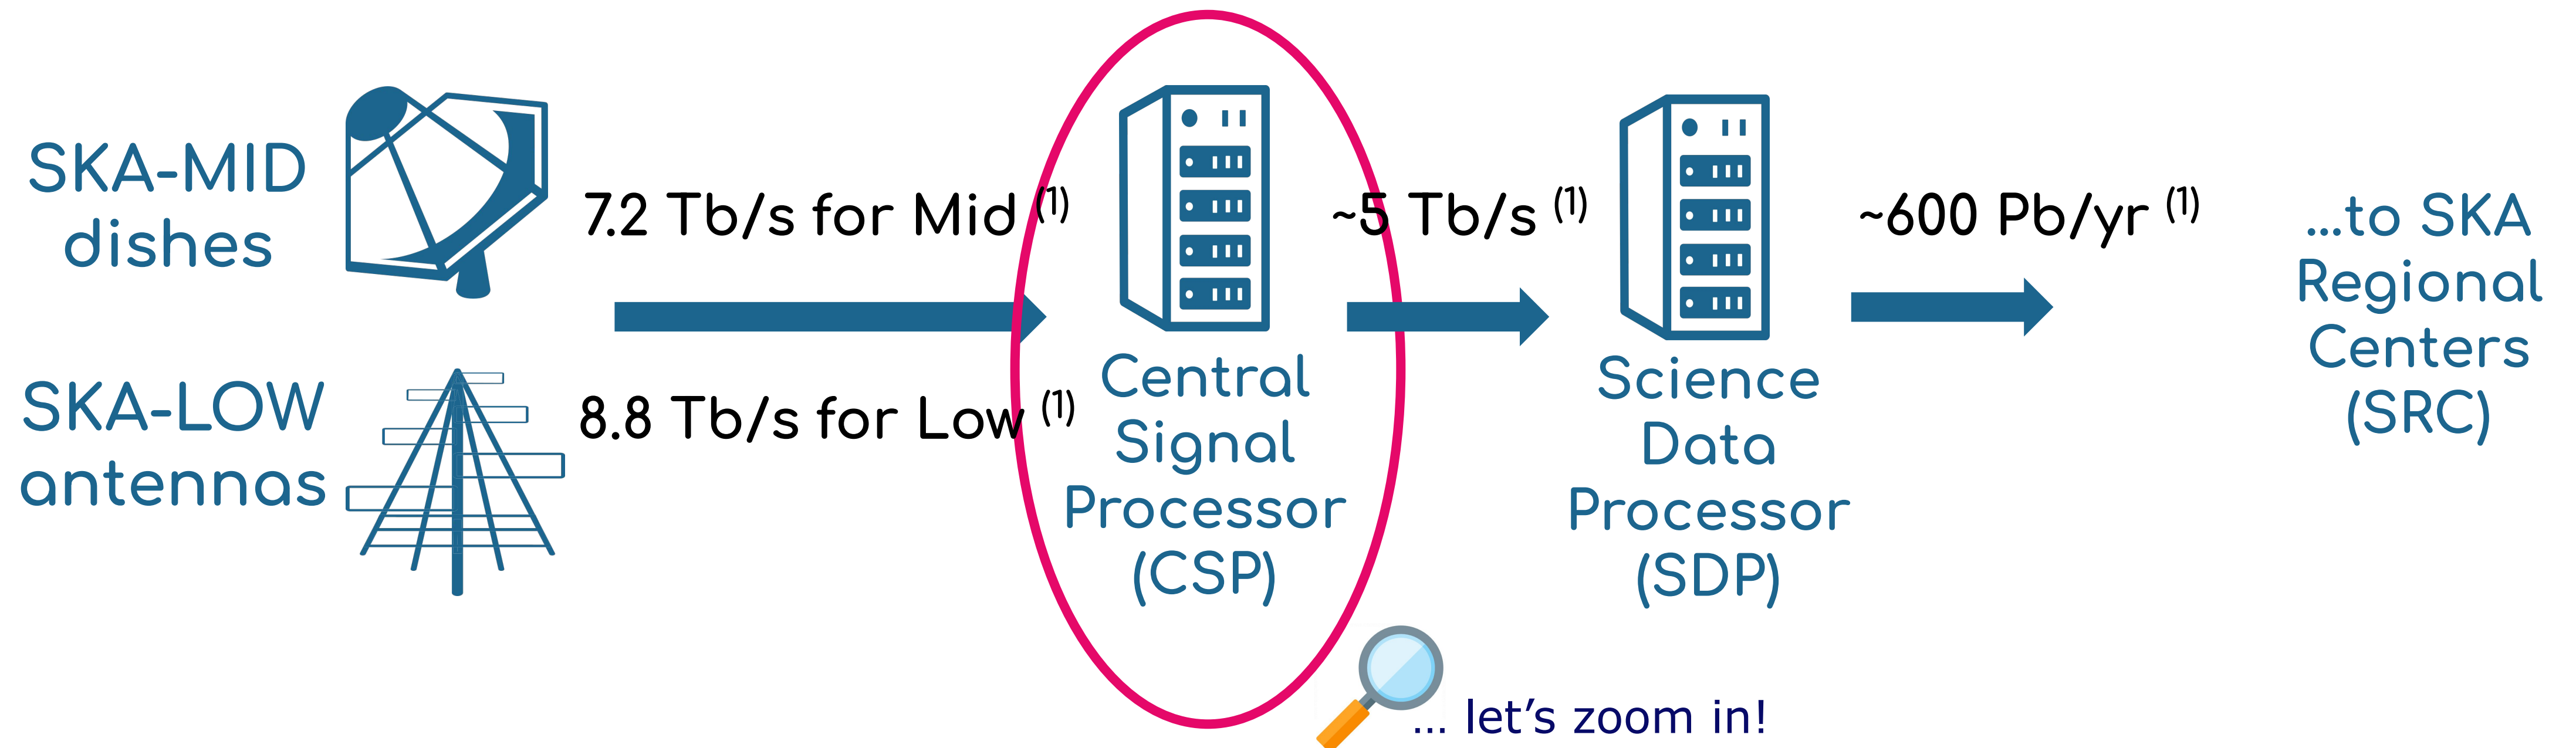 SKA-MID
dishes
7.2 Tb/s for Mid (1)
SKA-LOW
antennas
8.8 Tb/s for Low (1)
Central
Signal
Processor
(CSP)
~5 Tb/s (1)
Science
Data
Processor
(SDP)
~600 Pb/yr (1)
...to SKA
Regional
Centers
(SRC)
... let's zoom in!